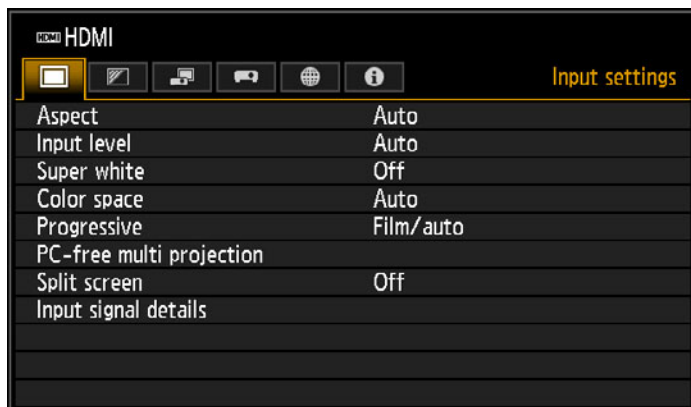 HDMI HDMI
Input settings
Aspect Auto
Input level Auto
Super white Off
Color space Auto
Progressive Film/auto
PC-free multi projection
Split screen Off
Input signal details